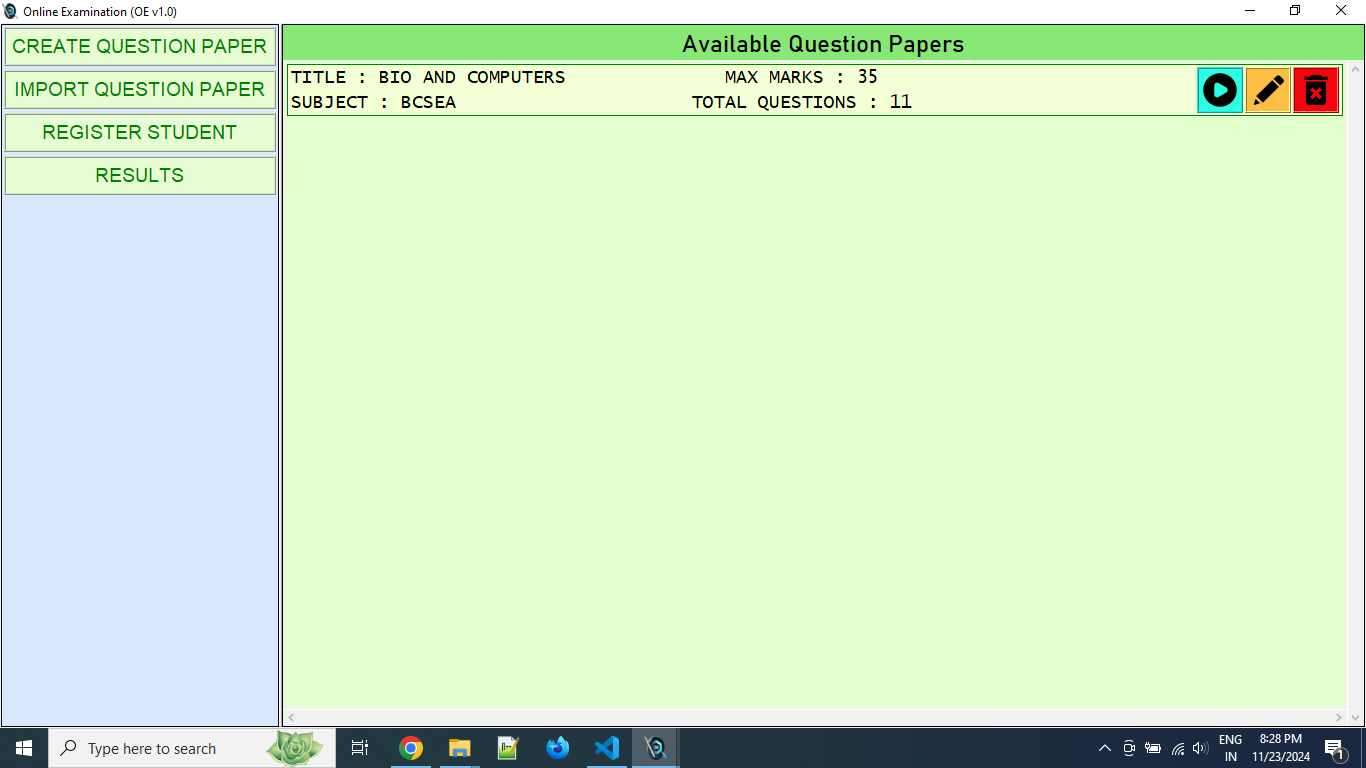 Online Examination (OE v1.0)
CREATE QUESTION PAPER
IMPORT QUESTION PAPER
REGISTER STUDENT
RESULTS
Available Question Papers
TITLE : BIO AND COMPUTERS MAX MARKS : 35
SUBJECT : BCSEA TOTAL QUESTIONS : 11
Type here to search
ENG
IN
8:28 PM
11/23/2024
1